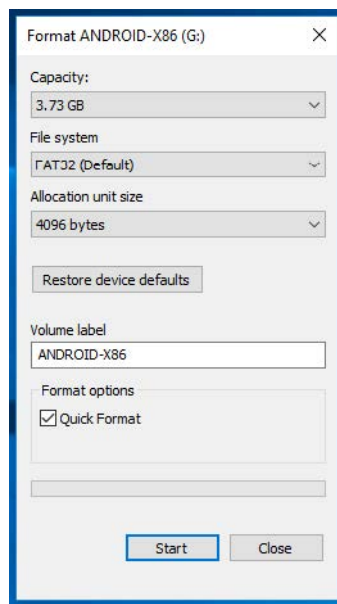 Format ANDROID-X86 (G:)
Capacity:
3.73 GB
File system
FAT32 (Default)
Allocation unit size
4096 bytes
Restore device defaults
Volume label
ANDROID-X86
Format options
Quick Format
Start
Close